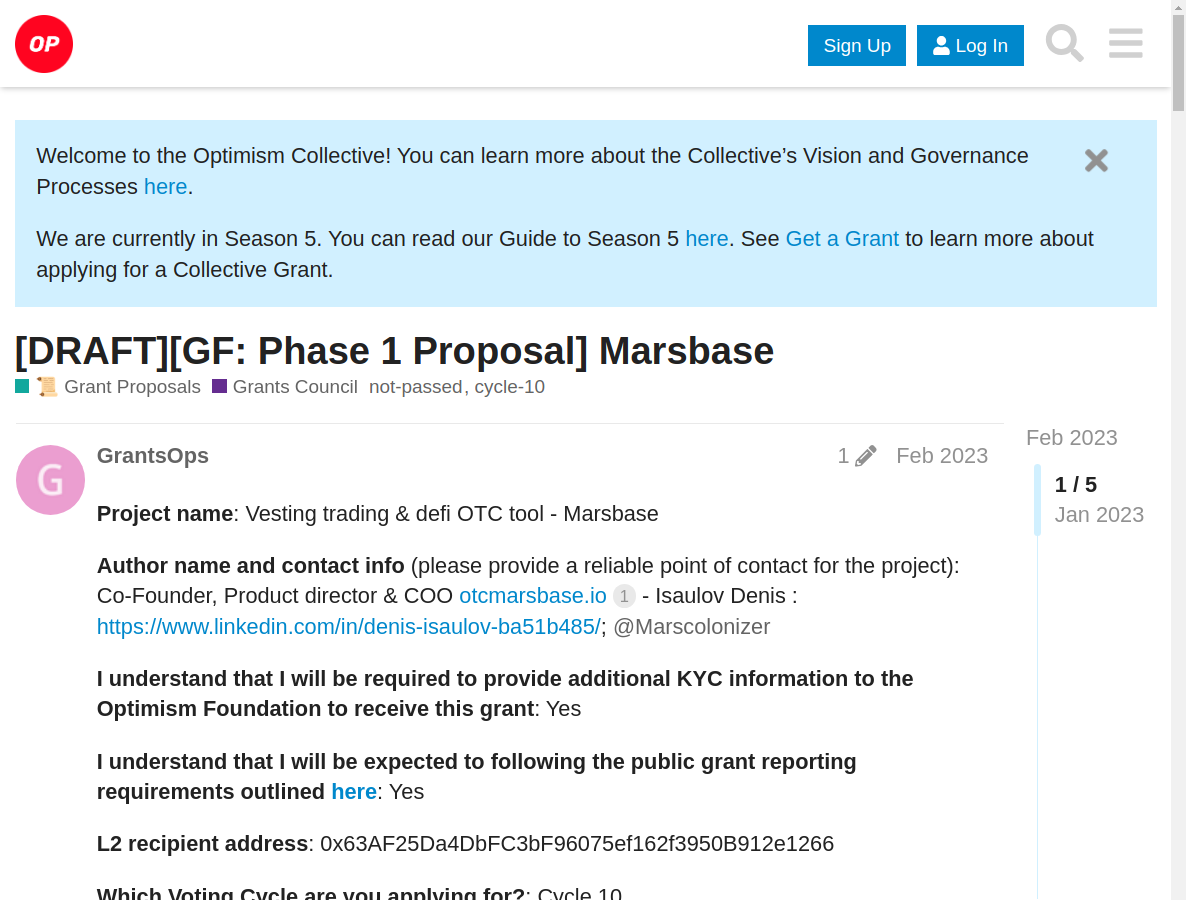 OP
Sign Up
Log In
Welcome to the Optimism Collective! You can learn more about the Collective’s Vision and Governance
Processes here.
We are currently in Season 5. You can read our Guide to Season 5 here. See Get a Grant to learn more about
applying for a Collective Grant.
[DRAFT][GF: Phase 1 Proposal] Marsbase
Grant Proposals Grants Council not-passed, cycle-10
Feb 2023
1 / 5
Jan 2023
G
GrantsOps
1 Feb 2023
Project name: Vesting trading & defi OTC tool - Marsbase
Author name and contact info (please provide a reliable point of contact for the project):
Co-Founder, Product director & COO otcmarsbase.io 1 - Isaulov Denis :
https://www.linkedin.com/in/denis-isaulov-ba51b485/; @Marscolonizer
I understand that I will be required to provide additional KYC information to the
Optimism Foundation to receive this grant: Yes
I understand that I will be expected to following the public grant reporting
requirements outlined here: Yes
L2 recipient address: 0x63AF25Da4DbFC3bF96075ef162f3950B912e1266
Which Voting Cycle are you applying for?: Cycle 10